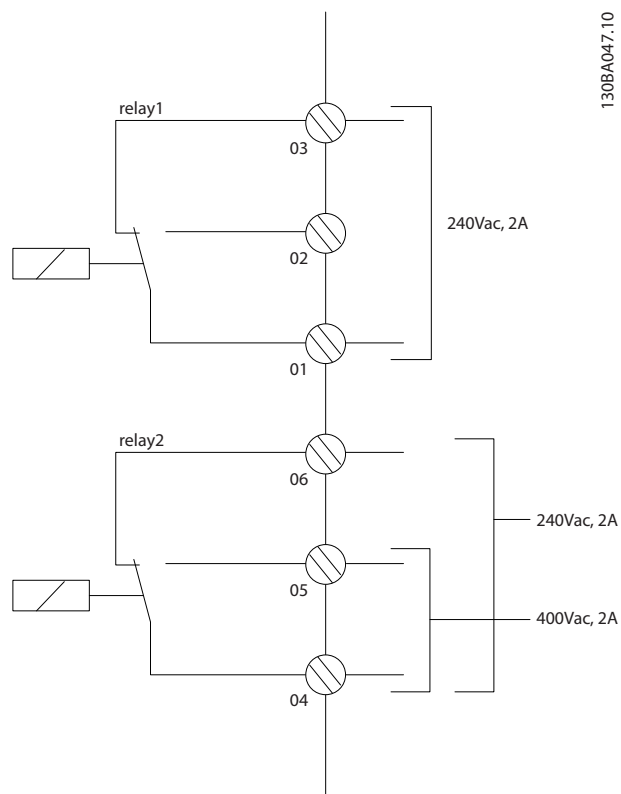 130BA047.10
relay1
03
240Vac, 2A
02
01
relay2
06
240Vac, 2A
05
400Vac, 2A
04